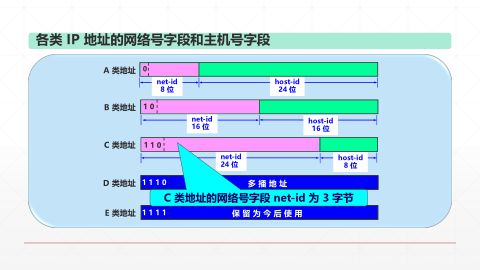 各类 IP 地址的网络号字段和主机号字段
A 类地址 0
net-id host-id
8 位 24 位
B 类地址 1 0
net-id host-id
16 位 16 位
C 类地址 1 1 0
net-id host-id
24 位 8 位
D 类地址 1 1 1 0 多 播 地 址
C 类地址的网络号字段 net-id 为 3 字节
E 类地址 1 1 1 1 保 留 为 今 后 使 用